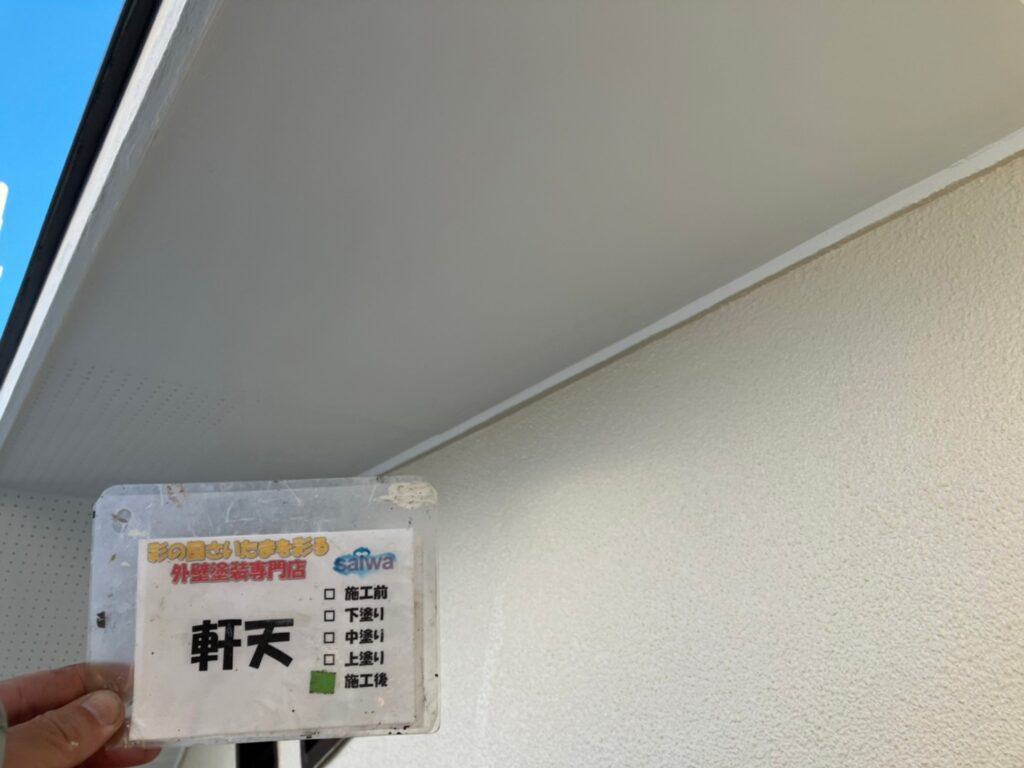 彩の国さいたまを彩る
外壁塗装専門店
saiwa
軒天
□ 施工前
□ 下塗り
□ 中塗り
□ 上塗り
施工後